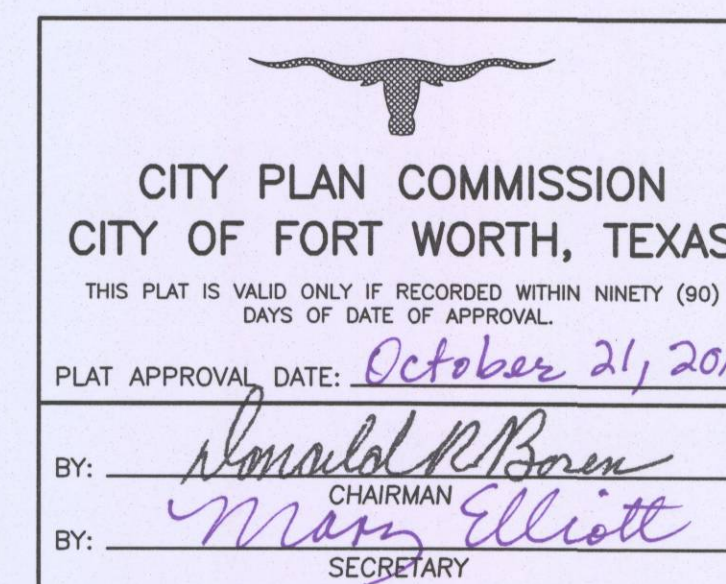 CITY PLAN COMMISSION
CITY OF FORT WORTH, TEXAS
THIS PLAT IS VALID ONLY IF RECORDED WITHIN NINETY (90)
DAYS OF DATE OF APPROVAL.
PLAT APPROVAL DATE: October 21,
BY: Donald R Boren
CHAIRMAN
BY: Mary Elliott
SECRETARY